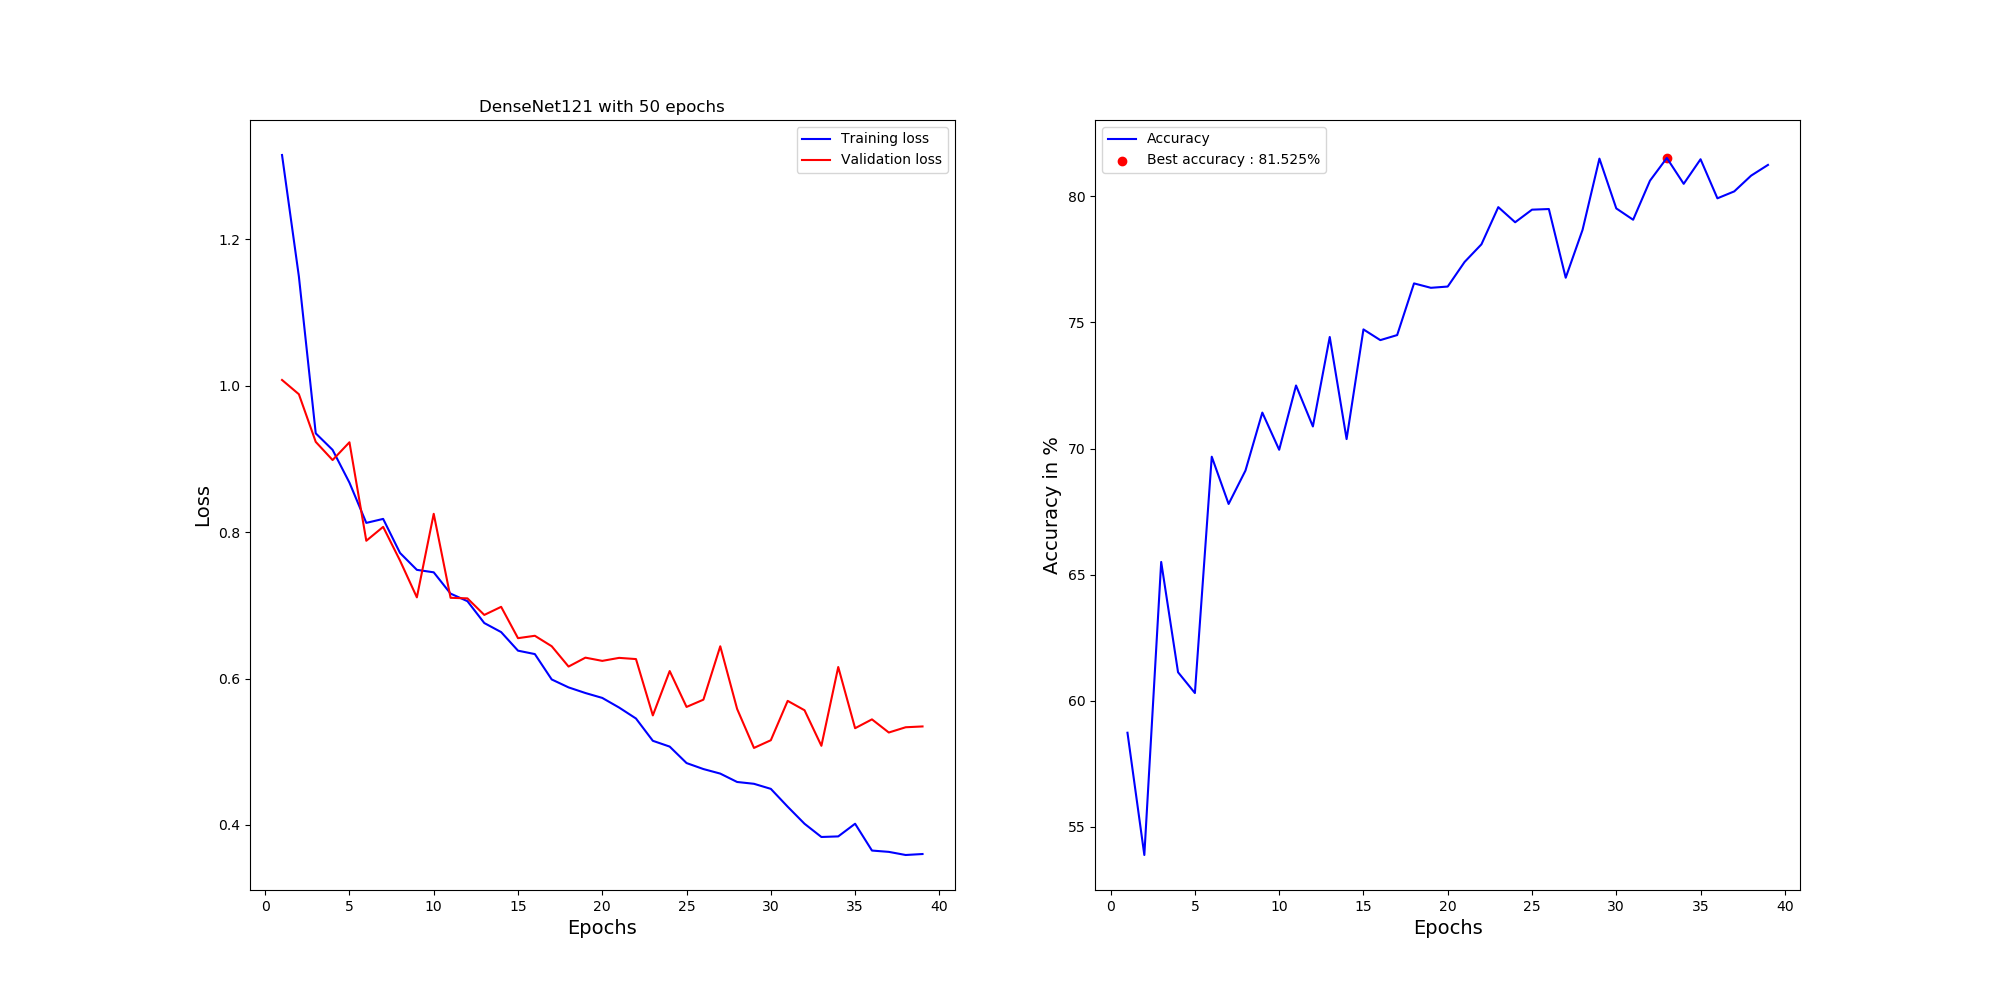 DenseNet121 with 50 epochs
Training loss
Validation loss
1.2
1.0
0.8
0.6
0.4
Loss
0 5 10 15 20 25 30 35 40
Epochs
Accuracy
Best accuracy : 81.525%
80
75
70
65
60
55
Accuracy in %
0 5 10 15 20 25 30 35 40
Epochs